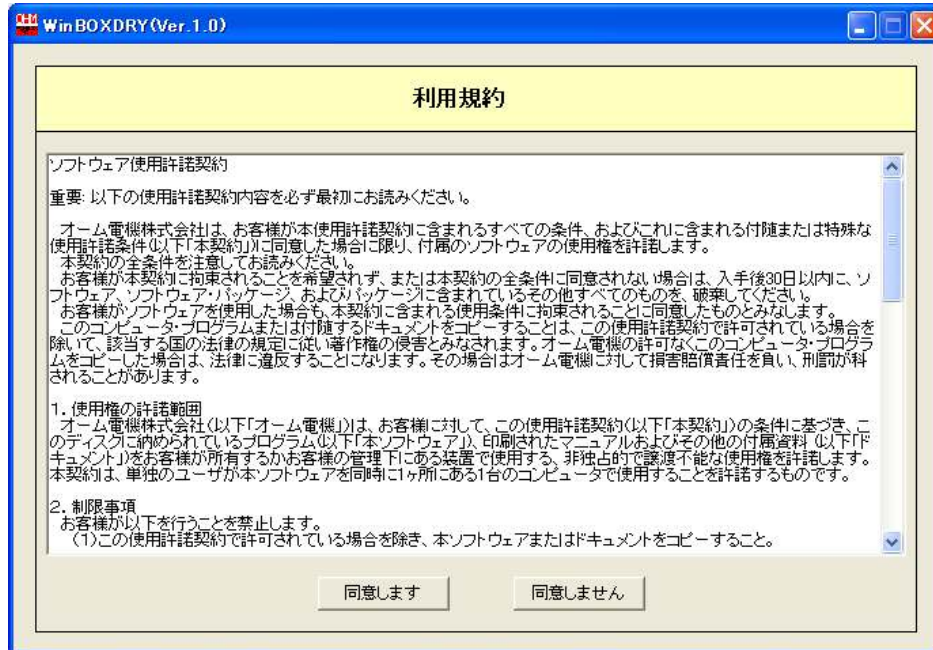 WinBOXDRY(Ver.1.0)
利用規約
ソフトウェア使用許諾契約
重要: 以下の使用許諾契約内容を必ず最初にお読みください。
オーム電機株式会社は、お客様が本使用許諾契約に含まれるすべての条件、およびこれに含まれる付随または特殊な
使用許諾条件(以下「本契約」)に同意した場合に限り、付属のソフトウェアの使用権を許諾します。
本契約の全条件を注意してお読みください。
お客様が本契約に拘束されることを希望されず、または本契約の全条件に同意されない場合は、入手後30日以内に、ソ
フトウェア、ソフトウェア・パッケージ、およびパッケージに含まれているその他すべてのものを、破棄してください。
お客様がソフトウェアを使用した場合も、本契約に含まれる使用条件に拘束されることに同意したものとみなします。
このコンピュータ・プログラムまたは付随するドキュメントをコピーすることは、この使用許諾契約で許可されている場合を
除いて、該当する国の法律の規定に従い著作権の侵害とみなされます。オーム電機の許可なくこのコンピュータ・プログラ
ムをコピーした場合は、法律に違反することになります。その場合はオーム電機に対して損害賠償責任を負い、刑罰が科
されることがあります。
1. 使用権の許諾範囲
オーム電機株式会社(以下「オーム電機」)は、お客様に対して、この使用許諾契約(以下「本契約」)の条件に基づき、こ
のディスクに納められているプログラム(以下「本ソフトウェア」)、印刷されたマニュアルおよびその他の付属資料 (以下「ド
キュメント」)をお客様が所有するかお客様の管理下にある装置で使用する、非独占的で譲渡不能な使用権を許諾します。
本契約は、単独のユーザが本ソフトウェアを同時に1ヶ所にある1台のコンピュータで使用することを許諾するものです。
2. 制限事項
お客様が以下を行うことを禁止します。
(1)この使用許諾契約で許可されている場合を除き、本ソフトウェアまたはドキュメントをコピーすること。
同意します
同意しません